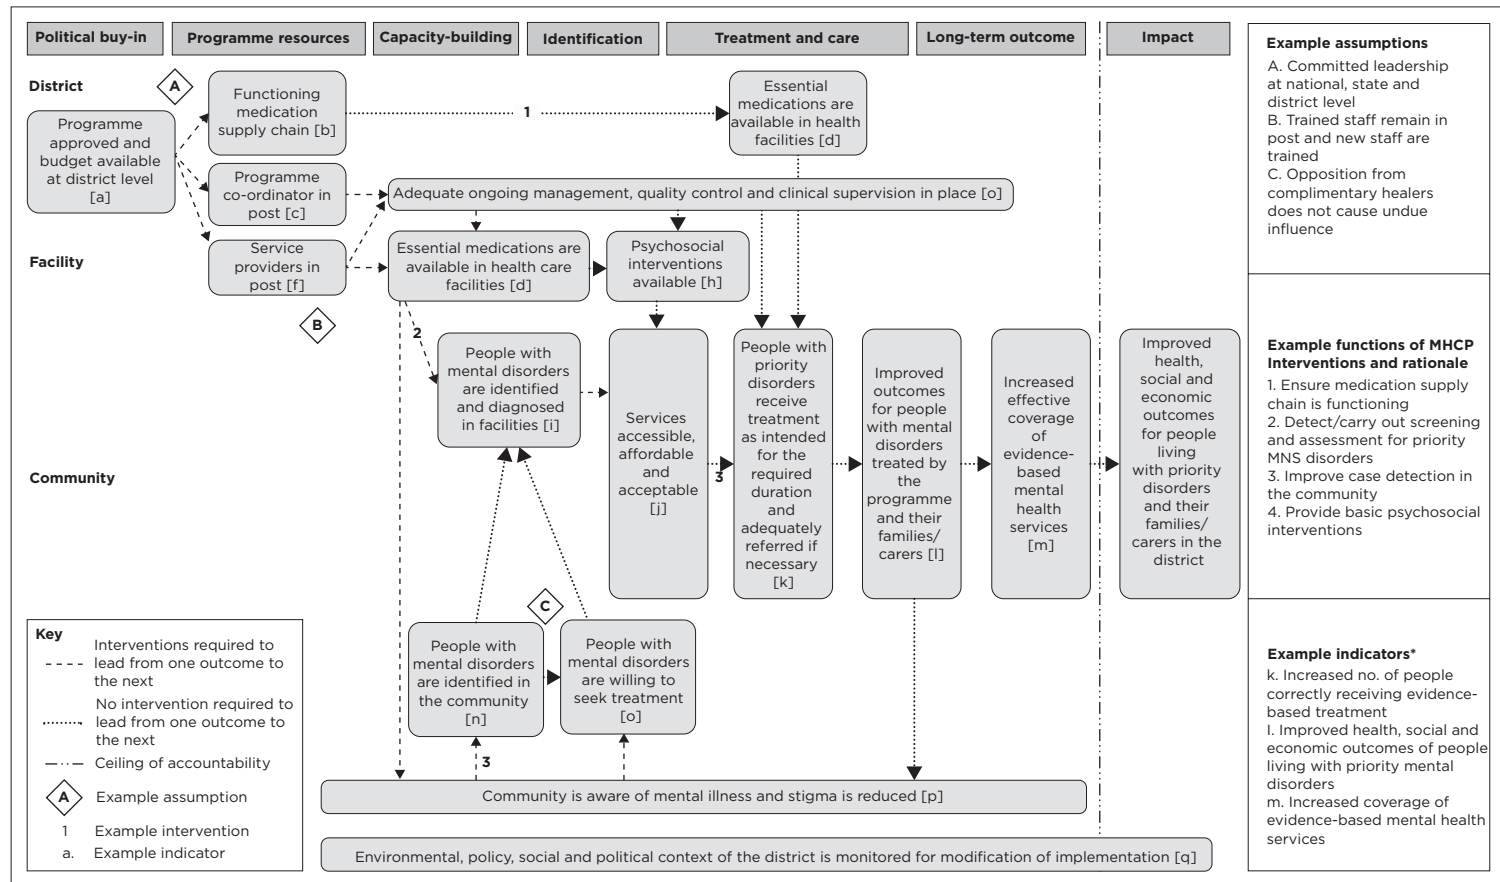 Political buy-in
Programme resources
Capacity-building
Identification
Treatment and care
Long-term outcome
Impact
District
A
Programme
approved and
budget available
at district level
[a]
Functioning
medication
supply chain [b]
1
Essential
medications are
available in health
facilities [d]
Programme
co-ordinator in
post [c]
Adequate ongoing management, quality control and clinical supervision in place [o]
Facility
Service
providers in
post [f]
B
Essential medications are
available in health care
facilities [d]
Psychosocial
interventions
available [h]
2
People with
mental disorders
are identified
and diagnosed
in facilities [i]
Community
Services
accessible,
affordable
and
acceptable
[j]
3
People with
priority
disorders
receive
treatment
as intended
for the
required
duration
and
adequately
referred if
necessary
[k]
Improved
outcomes
for people
with mental
disorders
treated by
the
programme
and their
families/
carers [l]
Increased
effective
coverage
of
evidence-
based
mental
health
services
[m]
Improved
health,
social and
economic
outcomes
for people
living
with priority
disorders
and their
families/
carers in the
district
C
People with
mental disorders
are identified in
the community
[n]
People with
mental disorders
are willing to
seek treatment
[o]
3
Community is aware of mental illness and stigma is reduced [p]
Environmental, policy, social and political context of the district is monitored for modification of implementation [q]
Key
Interventions required to
lead from one outcome to
the next
No intervention required to
lead from one outcome to
the next
Ceiling of accountability
A
Example assumption
1
Example intervention
a.
Example indicator
Example assumptions
A. Committed leadership
at national, state and
district level
B. Trained staff remain in
post and new staff are
trained
C. Opposition from
complimentary healers
does not cause undue
influence
Example functions of MHCP
Interventions and rationale
1. Ensure medication supply
chain is functioning
2. Detect/carry out screening
and assessment for priority
MNS disorders
3. Improve case detection in
the community
4. Provide basic psychosocial
interventions
Example indicators*
k. Increased no. of people
correctly receiving evidence-
based treatment
l. Improved health, social and
economic outcomes of people
living with priority mental
disorders
m. Increased coverage of
evidence-based mental health
services